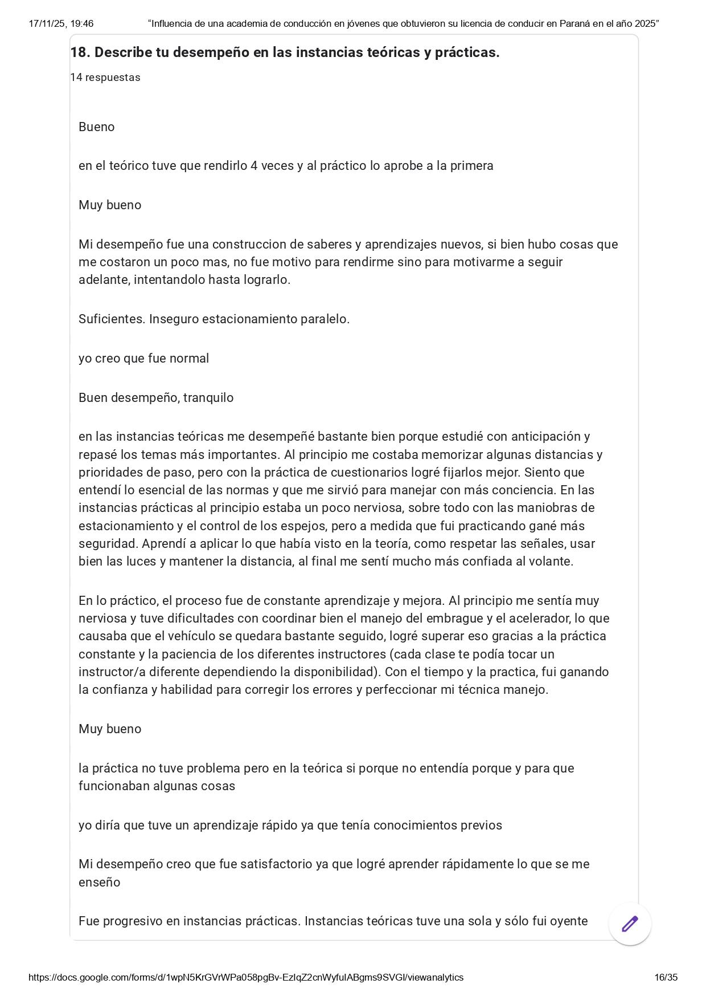 17/11/25, 19:46 “Influencia de una academia de conducción en jóvenes que obtuvieron su licencia de conducir en Paraná en el año 2025”
18. Describe tu desempeño en las instancias teóricas y prácticas.
14 respuestas
Bueno
en el teórico tuve que rendirlo 4 veces y al práctico lo aprobe a la primera
Muy bueno
Mi desempeño fue una construccion de saberes y aprendizajes nuevos, si bien hubo cosas que
me costaron un poco mas, no fue motivo para rendirme sino para motivarme a seguir
adelante, intentandolo hasta lograrlo.
Suficientes. Inseguro estacionamiento paralelo.
yo creo que fue normal
Buen desempeño, tranquilo
en las instancias teóricas me desempeñé bastante bien porque estudié con anticipación y
repasé los temas más importantes. Al principio me costaba memorizar algunas distancias y
prioridades de paso, pero con la práctica de cuestionarios logré fijarlos mejor. Siento que
entendí lo esencial de las normas y que me sirvió para manejar con más conciencia. En las
instancias prácticas al principio estaba un poco nerviosa, sobre todo con las maniobras de
estacionamiento y el control de los espejos, pero a medida que fui practicando gané más
seguridad. Aprendí a aplicar lo que había visto en la teoría, como respetar las señales, usar
bien las luces y mantener la distancia, al final me sentí mucho más confiada al volante.
En lo práctico, el proceso fue de constante aprendizaje y mejora. Al principio me sentía muy
nerviosa y tuve dificultades con coordinar bien el manejo del embrague y el acelerador, lo que
causaba que el vehículo se quedara bastante seguido, logré superar eso gracias a la práctica
constante y la paciencia de los diferentes instructores (cada clase te podía tocar un
instructor/a diferente dependiendo la disponibilidad). Con el tiempo y la practica, fui ganando
la confianza y habilidad para corregir los errores y perfeccionar mi técnica manejo.
Muy bueno
la práctica no tuve problema pero en la teórica si porque no entendía porque y para que
funcionaban algunas cosas
yo diría que tuve un aprendizaje rápido ya que tenía conocimientos previos
Mi desempeño creo que fue satisfactorio ya que logré aprender rápidamente lo que se me
enseño
Fue progresivo en instancias prácticas. Instancias teóricas tuve una sola y sólo fui oyente
https://docs.google.com/forms/d/1wpN5KrGVrWPa058pgBv-EzIqZ2cnWyfuIABgms9SVGI/viewanalytics 16/35